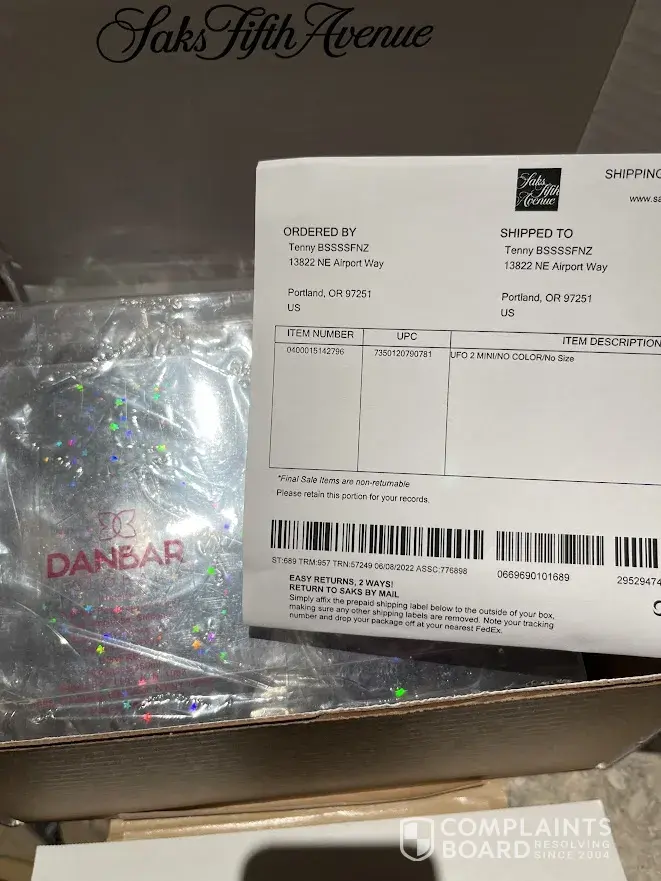 Saks Fifth Avenue
Saks
Fifth
Avenue
SHIPPING
www.sa
ORDERED BY
Tenny BSSSSFNZ
13822 NE Airport Way
Portland, OR 97251
US
SHIPPED TO
Tenny BSSSSFNZ
13822 NE Airport Way
Portland, OR 97251
US
ITEM NUMBER UPC ITEM DESCRIPTION
0400015142796 7350120790781 UFO 2 MINI/NO COLOR/No Size
*Final Sale Items are non-returnable
Please retain this portion for your records.
ST:689 TRM:957 TRN:57249 06/08/2022 ASSC:776898
0669690101689
29529474
EASY RETURNS, 2 WAYS!
RETURN TO SAKS BY MAIL
Simply affix the prepaid shipping label below to the outside of your box,
making sure any other shipping labels are removed. Note your tracking
number and drop your package off at your nearest FedEx.
DANBAR
COMPLAINTS
BOARD RESOLVING
SINCE 2004